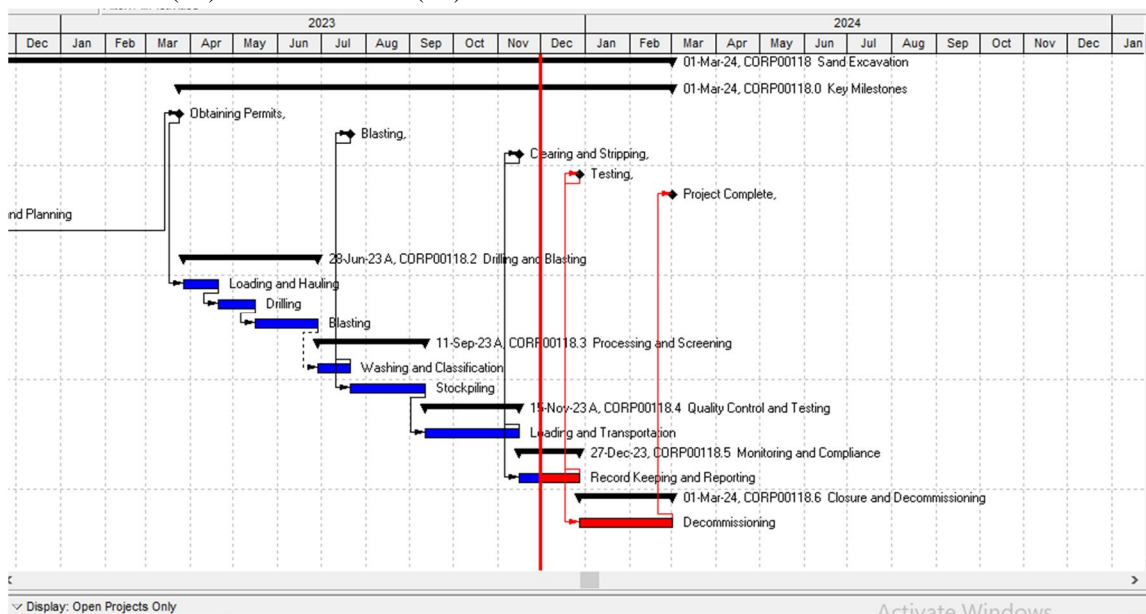 2023 2024
Dec Jan Feb Mar Apr May Jun Jul Aug Sep Oct Nov Dec Jan Feb Mar Apr May Jun Jul Aug Sep Oct Nov Dec Jan
01-Mar-24, CORP00118 Sand Excavation
01-Mar-24, CORP00118.0 Key Milestones
Obtaining Permits,
Blasting,
Clearing and Stripping,
Testing,
Project Complete,
nd Planning
28-Jun-23 A, CORP00118.2 Drilling and Blasting
Loading and Hauling
Drilling
Blasting
11-Sep-23 A, CORP00118.3 Processing and Screening
Washing and Classification
Stockpiling
15-Nov-23 A, CORP00118.4 Quality Control and Testing
Loading and Transportation
27-Dec-23, CORP00118.5 Monitoring and Compliance
Record Keeping and Reporting
01-Mar-24, CORP00118.6 Closure and Decommissioning
Decommissioning
Display: Open Projects Only
Activate Windows